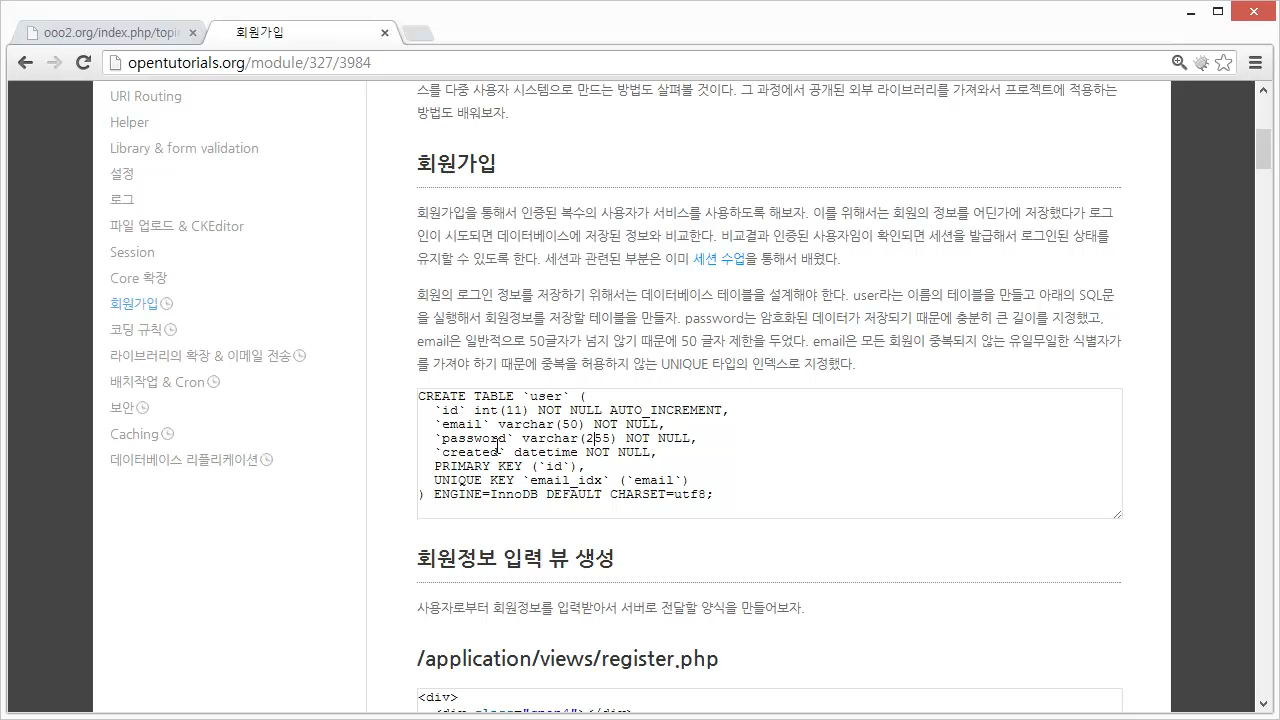 ooo2.org/index.php/topi
회원가입
opentutorials.org/module/327/3984
URI Routing
Helper
Library & form validation
설정
로그
파일 업로드 & CKEditor
Session
Core 확장
회원가입
코딩 규칙
라이브러리의 확장 & 이메일 전송
배치작업 & Cron
보안
Caching
데이터베이스 리플리케이션
스를 다중 사용자 시스템으로 만드는 방법도 살펴볼 것이다. 그 과정에서 공개된 외부 라이브러리를 가져와서 프로젝트에 적용하는
방법도 배워보자.
회원가입
회원가입을 통해서 인증된 복수의 사용자가 서비스를 사용하도록 해보자. 이를 위해서는 회원의 정보를 어딘가에 저장했다가 로그
인이 시도되면 데이터베이스에 저장된 정보와 비교한다. 비교결과 인증된 사용자임이 확인되면 세션을 발급해서 로그인된 상태를
유지할 수 있도록 한다. 세션과 관련된 부분은 이미 세션 수업을 통해서 배웠다.
회원의 로그인 정보를 저장하기 위해서는 데이터베이스 테이블을 설계해야 한다. user라는 이름의 테이블을 만들고 아래의 SQL문
을 실행해서 회원정보를 저장할 테이블을 만들자. password는 암호화된 데이터가 저장되기 때문에 충분히 큰 길이를 지정했고,
email은 일반적으로 50글자가 넘지 않기 때문에 50 글자 제한을 두었다. email은 모든 회원이 중복되지 않는 유일무일한 식별자가
를 가져야 하기 때문에 중복을 허용하지 않는 UNIQUE 타입의 인덱스로 지정했다.
CREATE TABLE `user` (
`id` int(11) NOT NULL AUTO_INCREMENT,
`email` varchar(50) NOT NULL,
`password` varchar(255) NOT NULL,
`created` datetime NOT NULL,
PRIMARY KEY (`id`),
UNIQUE KEY `email_idx` (`email`)
) ENGINE=InnoDB DEFAULT CHARSET=utf8;
회원정보 입력 뷰 생성
사용자로부터 회원정보를 입력받아서 서버로 전달할 양식을 만들어보자.
/application/views/register.php
<div>
<div class="span4"></div>